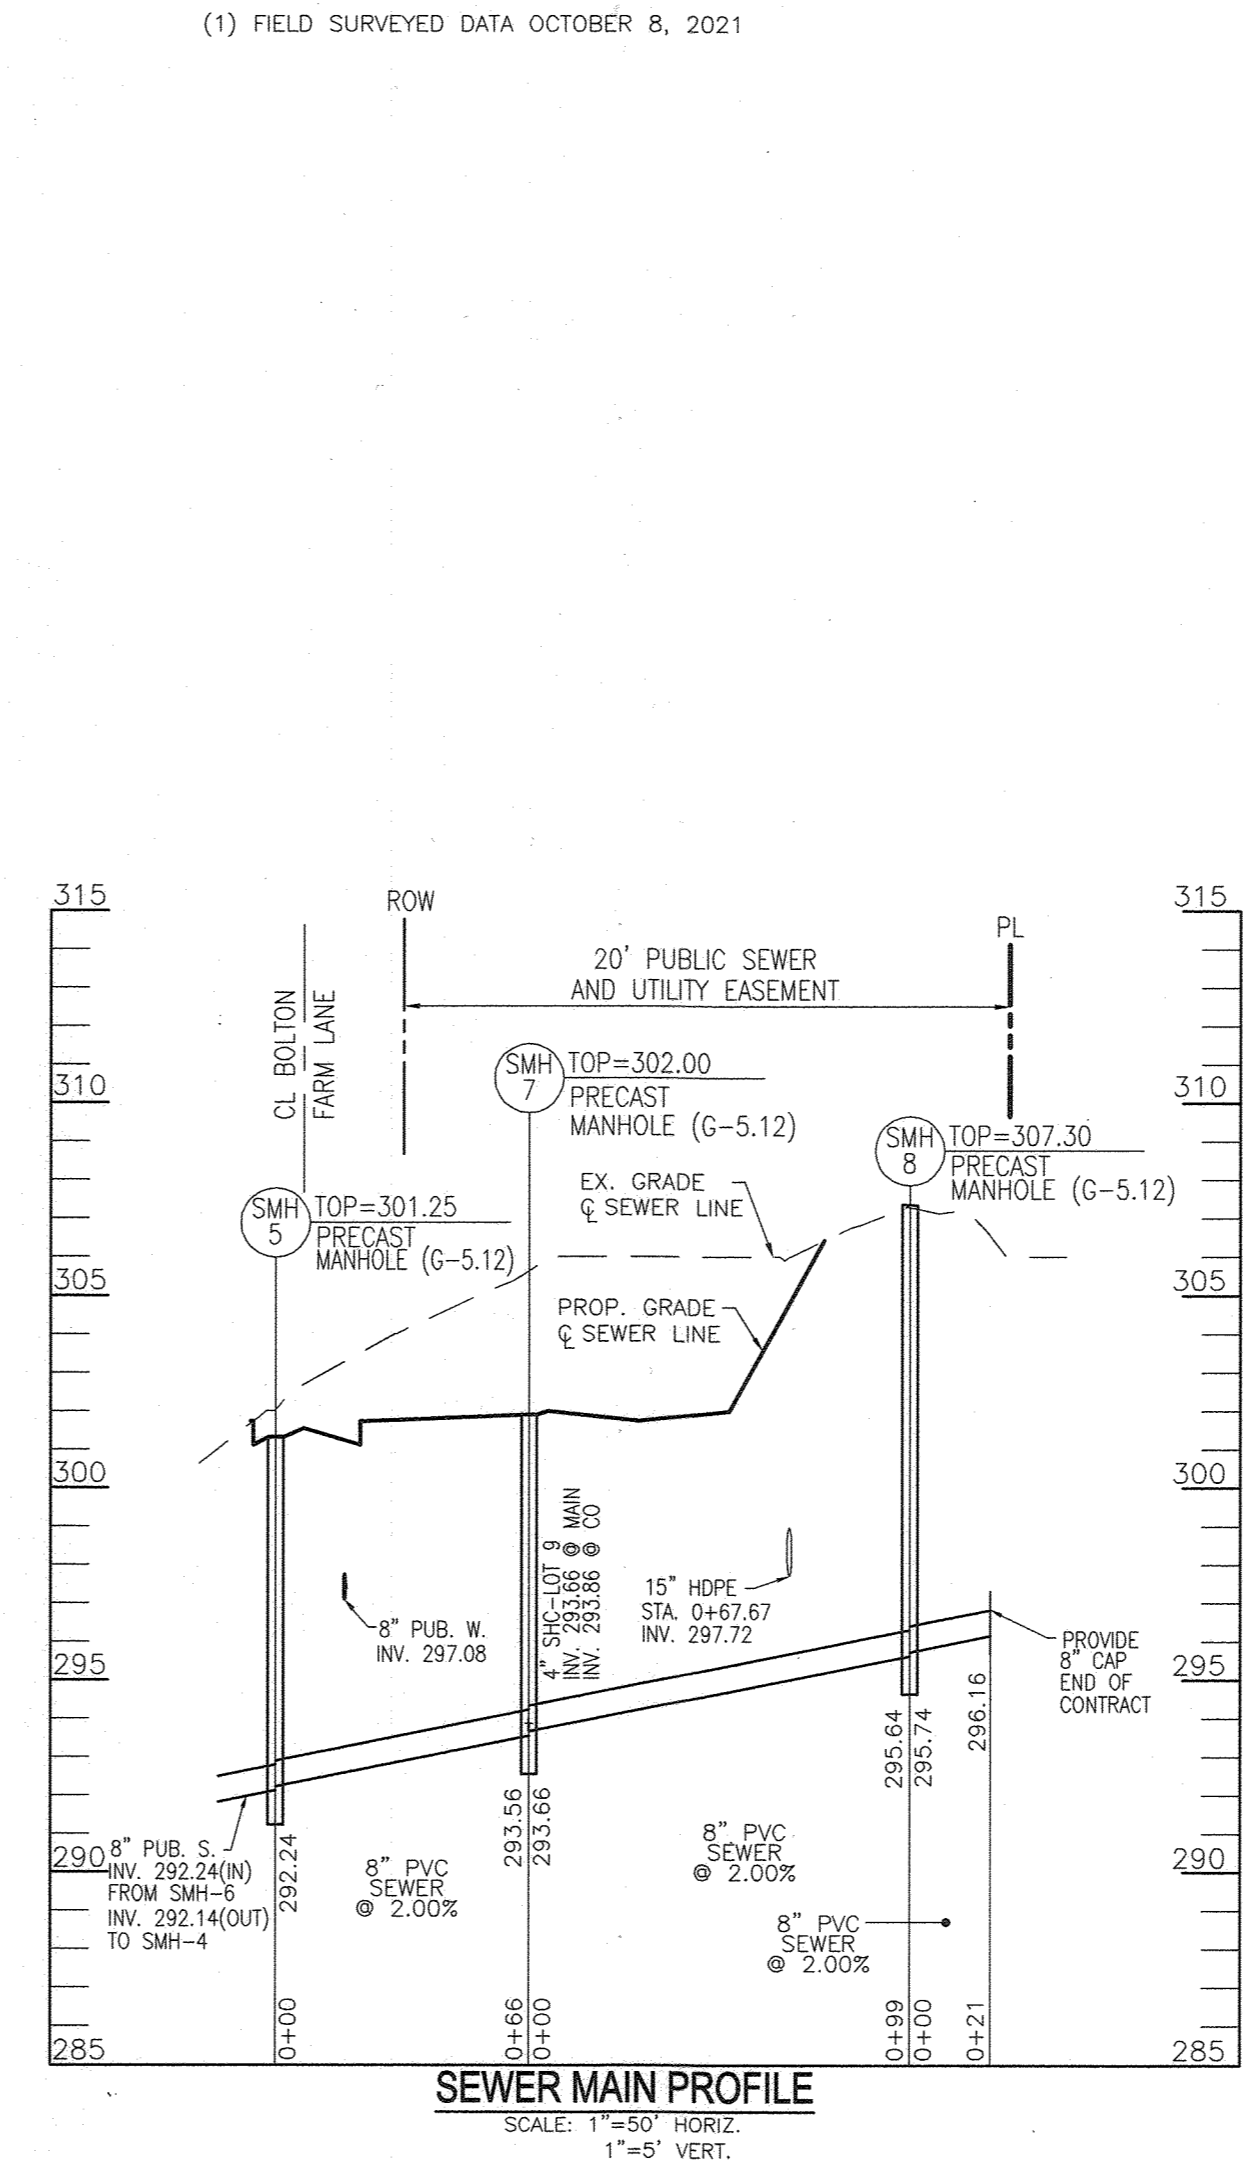 (1) FIELD SURVEYED DATA OCTOBER 8, 2021
315
315
ROW
PL
20' PUBLIC SEWER
AND UTILITY EASEMENT
CL BOLTON
FARM LANE
SMH
7
TOP=302.00
PRECAST
MANHOLE (G-5.12)
310
310
SMH
8
TOP=307.30
PRECAST
MANHOLE (G-5.12)
EX. GRADE
℄ SEWER LINE
SMH
5
TOP=301.25
PRECAST
MANHOLE (G-5.12)
305
305
PROP. GRADE
℄ SEWER LINE
300
300
4" SHC-LOT 9
INV. 293.66 @ MAIN
INV. 293.86 @ CO
15" HDPE
STA. 0+67.67
INV. 297.72
8" PUB. W.
INV. 297.08
PROVIDE
8" CAP
END OF
CONTRACT
295
295
295.64
295.74
296.16
293.56
293.66
8" PUB. S.
INV. 292.24(IN)
FROM SMH-6
INV. 292.14(OUT)
TO SMH-4
290
290
292.24
8" PVC
SEWER
@ 2.00%
8" PVC
SEWER
@ 2.00%
8" PVC
SEWER
@ 2.00%
0+00
0+66
0+00
0+99
0+00
0+21
285
285
SEWER MAIN PROFILE
SCALE: 1"=50' HORIZ.
1"=5' VERT.